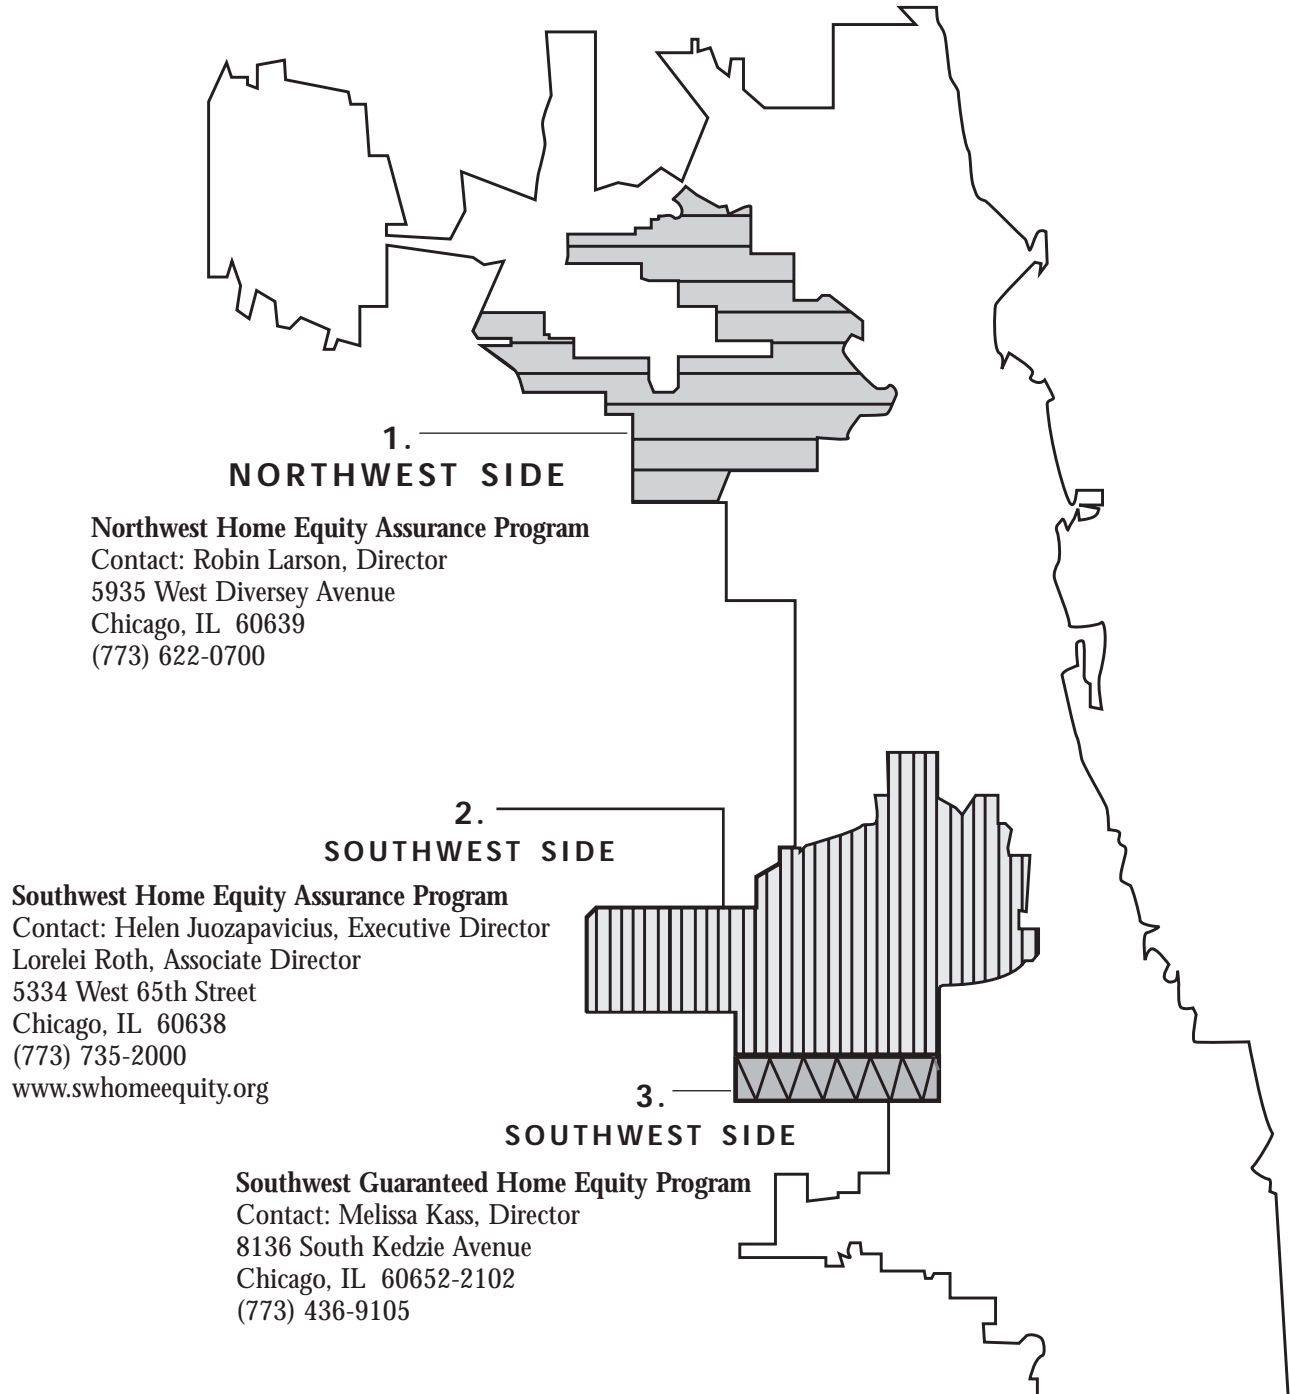 1.
NORTHWEST SIDE
Northwest Home Equity Assurance Program
Contact: Robin Larson, Director
5935 West Diversey Avenue
Chicago, IL 60639
(773) 622-0700
2.
SOUTHWEST SIDE
Southwest Home Equity Assurance Program
Contact: Helen Juozapavicius, Executive Director
Lorelei Roth, Associate Director
5334 West 65th Street
Chicago, IL 60638
(773) 735-2000
www.swhomeequity.org
3.
SOUTHWEST SIDE
Southwest Guaranteed Home Equity Program
Contact: Melissa Kass, Director
8136 South Kedzie Avenue
Chicago, IL 60652-2102
(773) 436-9105